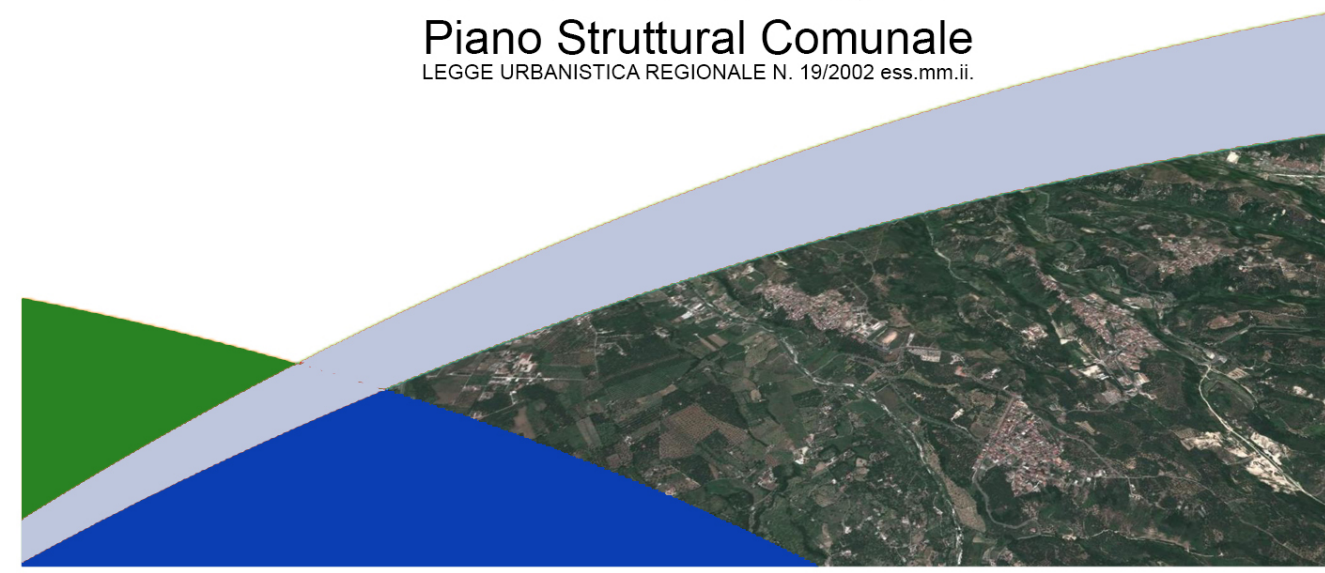 Piano Struttural Comunale
LEGGE URBANISTICA REGIONALE N. 19/2002 ess.mm.ii.